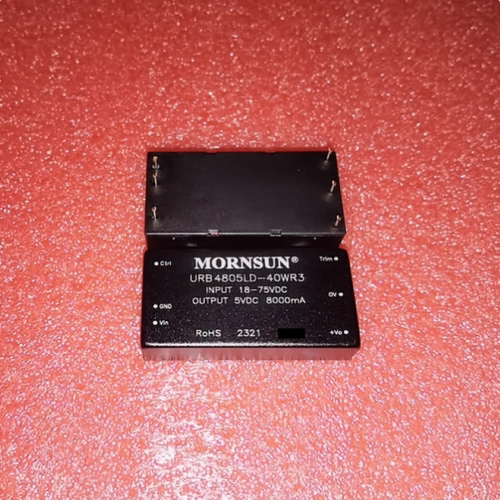 MORNSUN®
URB4805LD-40WR3
INPUT 18-75VDC
OUTPUT 5VDC 8000mA
RoHS 2321
Ctrl
GND
Vin
Trim
0V
+Vo